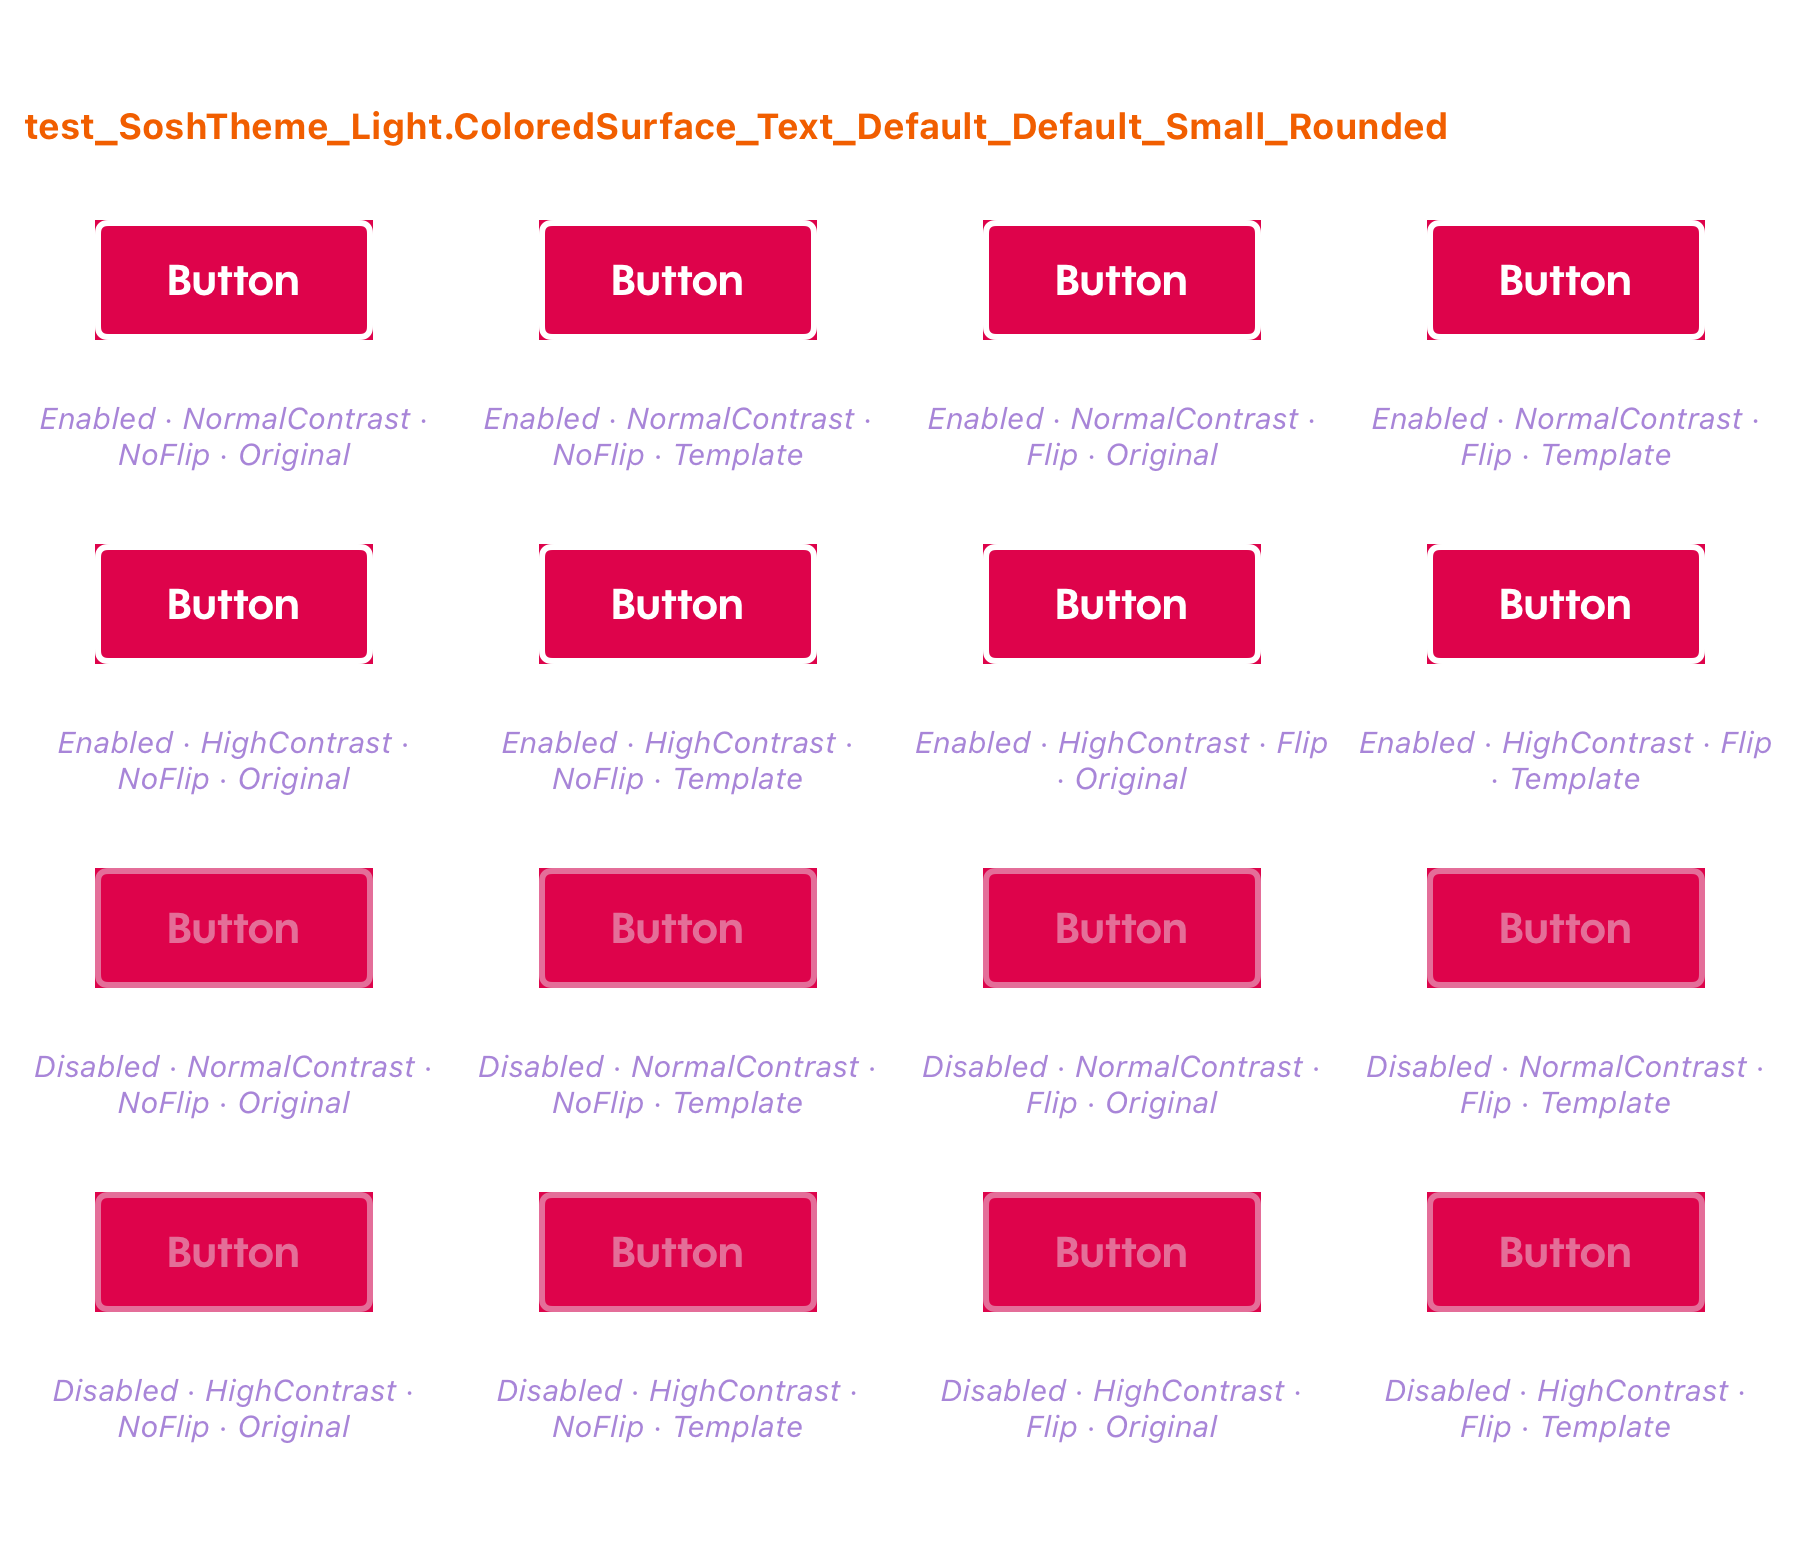 test_SoshTheme_Light.ColoredSurface_Text_Default_Default_Small_Rounded
Button Button Button Button
Enabled · NormalContrast · Enabled · NormalContrast · Enabled · NormalContrast · Enabled · NormalContrast ·
NoFlip · Original NoFlip · Template Flip · Original Flip · Template
Button Button Button Button
Enabled · HighContrast · Enabled · HighContrast · Enabled · HighContrast · Flip Enabled · HighContrast · Flip
NoFlip · Original NoFlip · Template · Original · Template
Button Button Button Button
Disabled · NormalContrast · Disabled · NormalContrast · Disabled · NormalContrast · Disabled · NormalContrast ·
NoFlip · Original NoFlip · Template Flip · Original Flip · Template
Button Button Button Button
Disabled · HighContrast · Disabled · HighContrast · Disabled · HighContrast · Disabled · HighContrast ·
NoFlip · Original NoFlip · Template Flip · Original Flip · Template